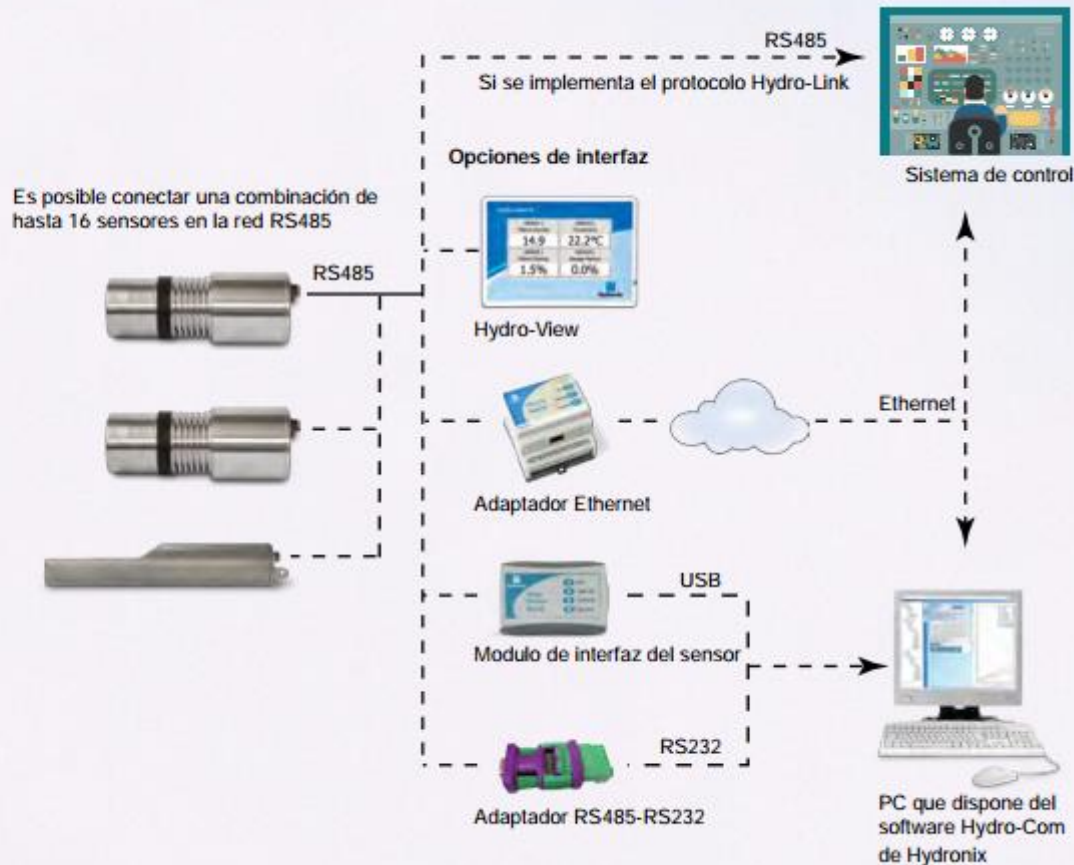 RS485
Si se implementa el protocolo Hydro-Link
Sistema de control
Opciones de interfaz
Es posible conectar una combinación de
hasta 16 sensores en la red RS485
RS485
14.9
22.2°C
1.5%
0.0%
Hydro-View
Ethernet
Adaptador Ethernet
USB
Modulo de interfaz del sensor
RS232
Adaptador RS485-RS232
PC que dispone del
software Hydro-Com
de Hydronix